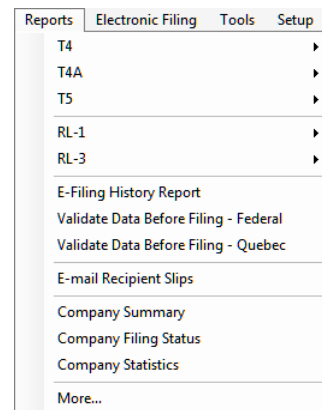 Reports Electronic Filing Tools Setup
T4
T4A
T5
RL-1
RL-3
E-Filing History Report
Validate Data Before Filing - Federal
Validate Data Before Filing - Quebec
E-mail Recipient Slips
Company Summary
Company Filing Status
Company Statistics
More...